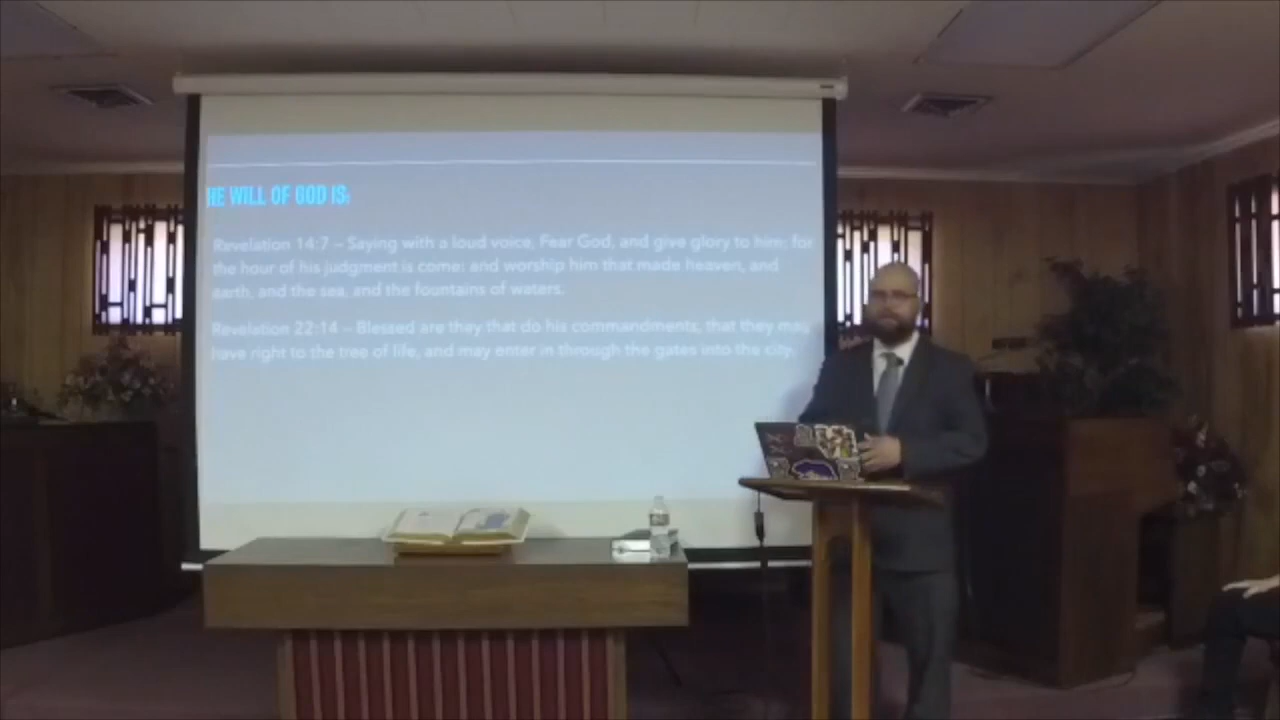 HE WILL OF GOD IS:
Revelation 14:7 – Saying with a loud voice, Fear God, and give glory to him; for
the hour of his judgment is come: and worship him that made heaven, and
earth, and the sea, and the fountains of waters.
Revelation 22:14 – Blessed are they that do his commandments, that they may
have right to the tree of life, and may enter in through the gates into the city.